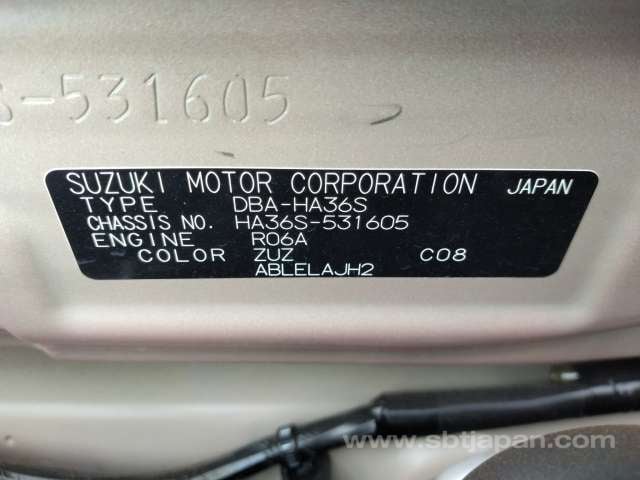 S-531605
SUZUKI MOTOR CORPORATION JAPAN
TYPE DBA-HA36S
CHASSIS NO. HA36S-531605
ENGINE R06A
COLOR ZUZ C08
ABLELAJH2
www.sbtjapan.com